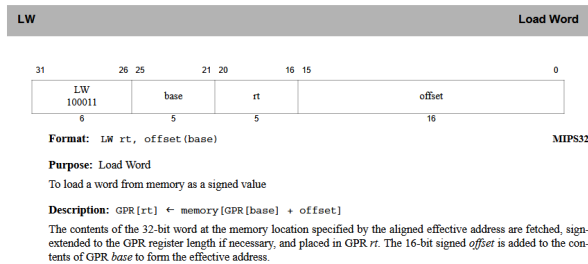 LW Load Word
31 26 25 21 20 16 15 0
LW base rt offset
100011
6 5 5 16
Format: LW rt, offset(base) MIPS32
Purpose: Load Word
To load a word from memory as a signed value
Description: GPR[rt] ← memory[GPR[base] + offset]
The contents of the 32-bit word at the memory location specified by the aligned effective address are fetched, sign-
extended to the GPR register length if necessary, and placed in GPR rt. The 16-bit signed offset is added to the con-
tents of GPR base to form the effective address.